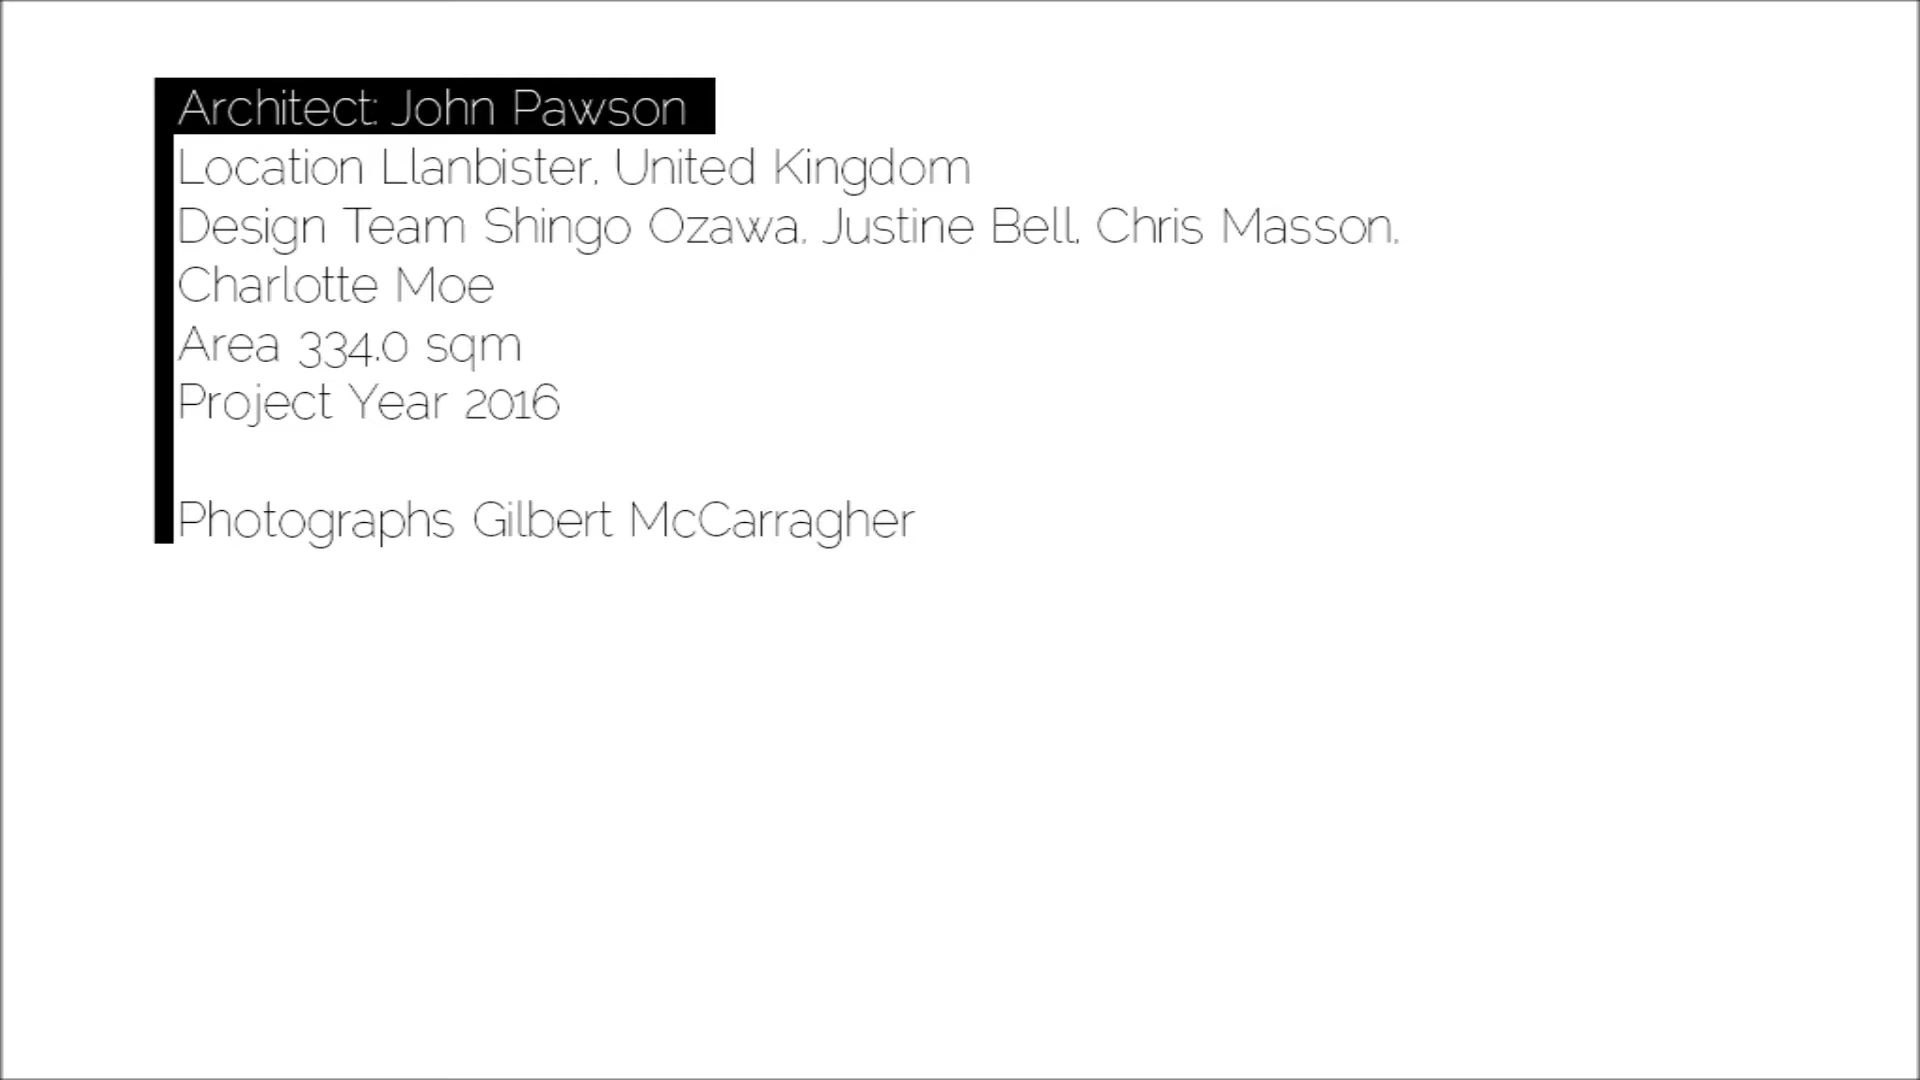 Architect: John Pawson
Location Llanbister, United Kingdom
Design Team Shingo Ozawa, Justine Bell, Chris Masson,
Charlotte Moe
Area 334.0 sqm
Project Year 2016
Photographs Gilbert McCarragher